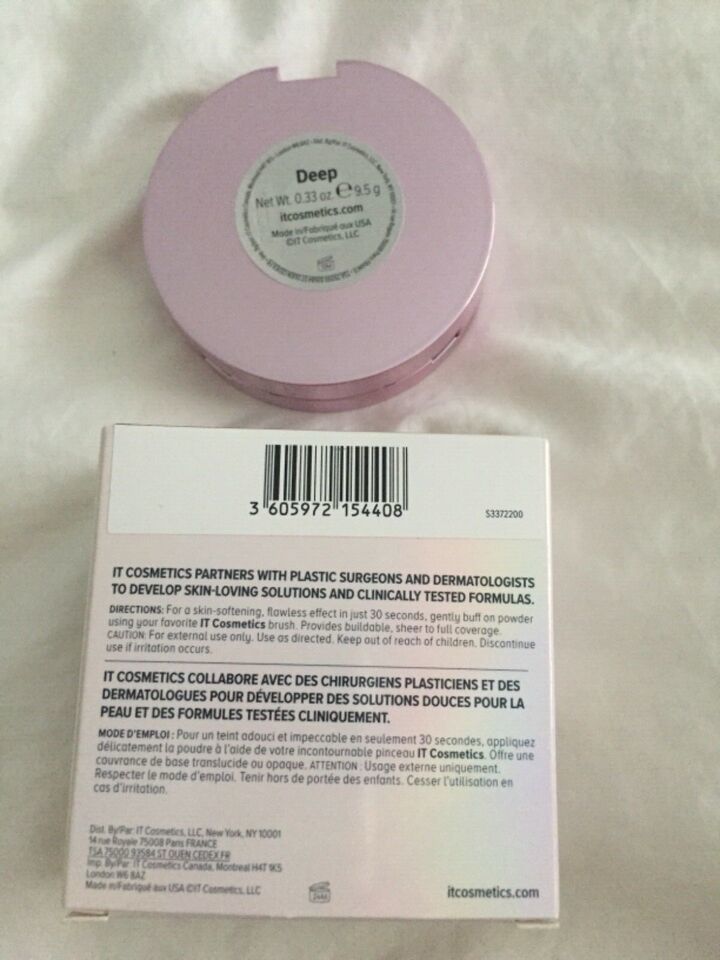 Deep
Net Wt. 0.33 oz. e 9.5 g
itcosmetics.com
Made in/Fabriqué aux USA
©IT Cosmetics, LLC
3 605972 154408
S3372200
IT COSMETICS PARTNERS WITH PLASTIC SURGEONS AND DERMATOLOGISTS
TO DEVELOP SKIN-LOVING SOLUTIONS AND CLINICALLY TESTED FORMULAS.
DIRECTIONS: For a skin-softening, flawless effect in just 30 seconds, gently buff on powder
using your favorite IT Cosmetics brush. Provides buildable, sheer to full coverage.
CAUTION: For external use only. Use as directed. Keep out of reach of children. Discontinue
use if irritation occurs.
IT COSMETICS COLLABORE AVEC DES CHIRURGIENS PLASTICIENS ET DES
DERMATOLOGUES POUR DÉVELOPPER DES SOLUTIONS DOUCES POUR LA
PEAU ET DES FORMULES TESTÉES CLINIQUEMENT.
MODE D'EMPLOI : Pour un teint adouci et impeccable en seulement 30 secondes, appliquez
délicatement la poudre à l'aide de votre incontournable pinceau IT Cosmetics. Offre une
couvrance de base translucide ou opaque. ATTENTION : Usage externe uniquement.
Respecter le mode d'emploi. Tenir hors de portée des enfants. Cesser l'utilisation en
cas d'irritation.
Dist. By/Par: IT Cosmetics, LLC, New York, NY 10001
14 rue Royale 75008 Paris FRANCE
TSA 75000 93584 ST OUEN CEDEX FR
Imp. By/Par: IT Cosmetics Canada, Montreal H4T 1K5
London W6 8AZ
Made in/Fabriqué aux USA ©IT Cosmetics, LLC
24M
itcosmetics.com